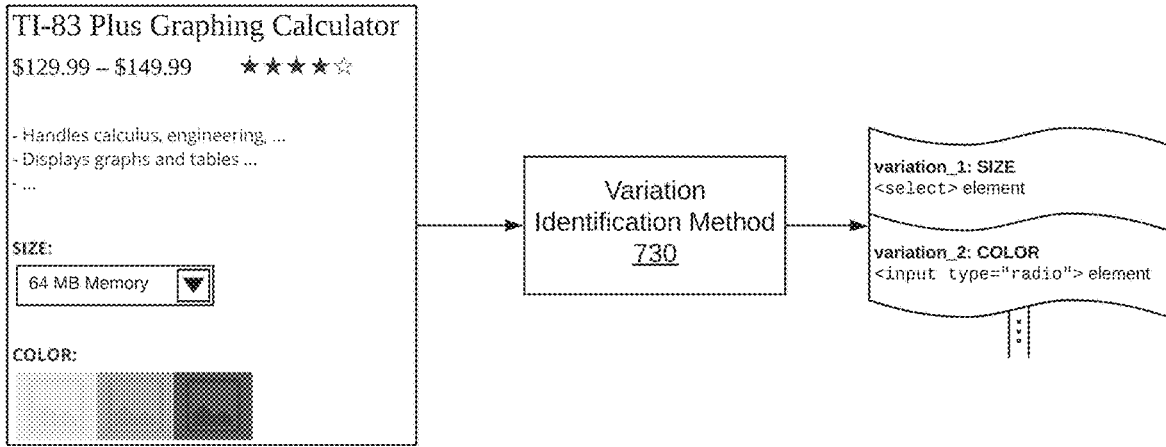 TI-83 Plus Graphing Calculator
$129.99 – $149.99 ★★★★☆
- Handles calculus, engineering, ...
- Displays graphs and tables ...
- ...
SIZE:
64 MB Memory
COLOR:
Variation
Identification Method
730
variation_1: SIZE
<select> element
variation_2: COLOR
<input type="radio"> element